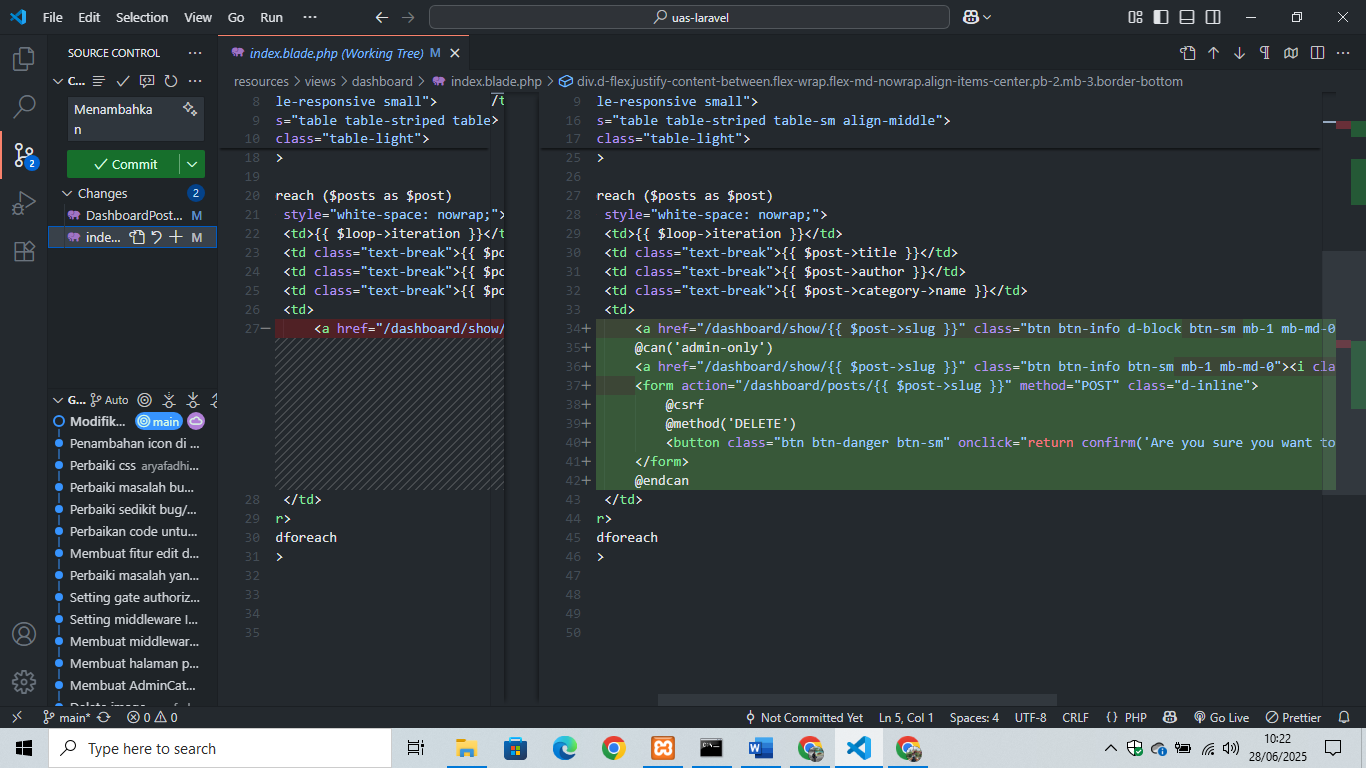 File Edit Selection View Go Run ··· uas-laravel
SOURCE CONTROL ···
index.blade.php (Working Tree) M
C...
resources > views > dashboard > index.blade.php > div.d-flex.justify-content-between.flex-wrap.flex-md-nowrap.align-items-center.pb-2.mb-3.border-bottom
Menambahka
n
Commit
Changes 2
DashboardPost... M
inde... M
2
8 le-responsive small"> /t
9 s="table table-striped table>
10 class="table-light">
18 >
19
20 reach ($posts as $post)
21 style="white-space: nowrap;">
22 <td>{{ $loop->iteration }}</t
23 <td class="text-break">{{ $po
24 <td class="text-break">{{ $po
25 <td class="text-break">{{ $po
26 <td>
27− <a href="/dashboard/show/
28 </td>
29 r>
30 dforeach
31 >
32
33
34
35
9 le-responsive small">
16 s="table table-striped table-sm align-middle">
17 class="table-light">
25 >
26
27 reach ($posts as $post)
28 style="white-space: nowrap;">
29 <td>{{ $loop->iteration }}</td>
30 <td class="text-break">{{ $post->title }}</td>
31 <td class="text-break">{{ $post->author }}</td>
32 <td class="text-break">{{ $post->category->name }}</td>
33 <td>
34+ <a href="/dashboard/show/{{ $post->slug }}" class="btn btn-info d-block btn-sm mb-1 mb-md-0
35+ @can('admin-only')
36+ <a href="/dashboard/show/{{ $post->slug }}" class="btn btn-info btn-sm mb-1 mb-md-0"><i cla
37+ <form action="/dashboard/posts/{{ $post->slug }}" method="POST" class="d-inline">
38+ @csrf
39+ @method('DELETE')
40+ <button class="btn btn-danger btn-sm" onclick="return confirm('Are you sure you want to
41+ </form>
42+ @endcan
43 </td>
44 r>
45 dforeach
46 >
47
48
49
50
G... Auto
Modifik... main
Penambahan icon di ...
Perbaiki css aryafadhi...
Perbaiki masalah bu...
Perbaiki sedikit bug/...
Perbaikan code untu...
Membuat fitur edit d...
Perbaiki masalah yan...
Setting gate authoriz...
Setting middleware I...
Membuat middlewar...
Membuat halaman p...
Membuat AdminCat...
main* 0 0 Not Committed Yet Ln 5, Col 1 Spaces: 4 UTF-8 CRLF {} PHP Go Live Prettier
Type here to search
10:22
28/06/2025